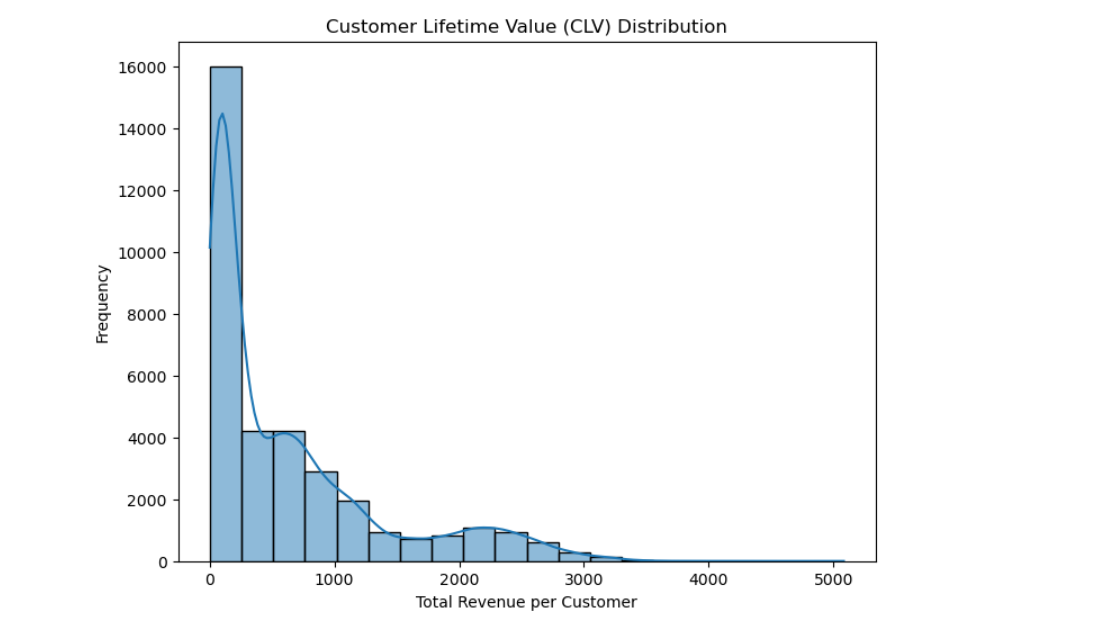 Customer Lifetime Value (CLV) Distribution
16000
14000
12000
10000
8000
6000
4000
2000
0
Frequency
0 1000 2000 3000 4000 5000
Total Revenue per Customer